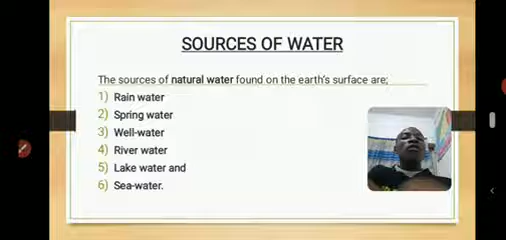 SOURCES OF WATER
The sources of natural water found on the earth's surface are;
1) Rain water
2) Spring water
3) Well-water
4) River water
5) Lake water and
6) Sea-water.